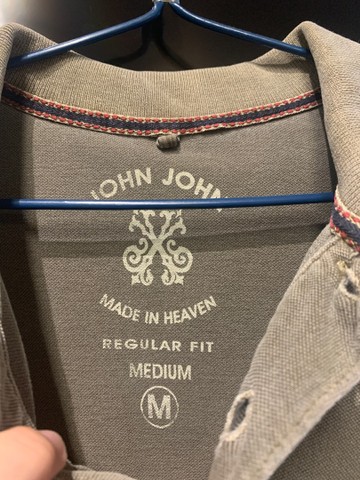 JOHN JOHN
MADE IN HEAVEN
REGULAR FIT
MEDIUM
M